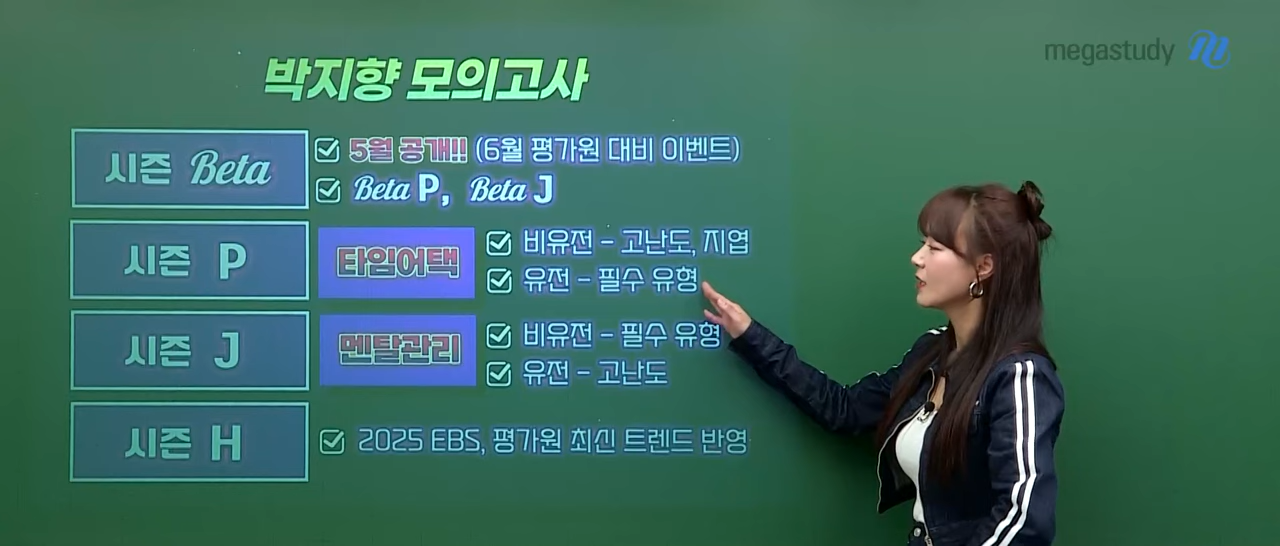 megastudy
박지향 모의고사
시즌 Beta
5월 공개!! (6월 평가원 대비 이벤트)
Beta P, Beta J
시즌 P
타임어택
비유전 - 고난도, 지엽
유전 - 필수 유형
시즌 J
멘탈관리
비유전 - 필수 유형
유전 - 고난도
시즌 H
2025 EBS, 평가원 최신 트렌드 반영